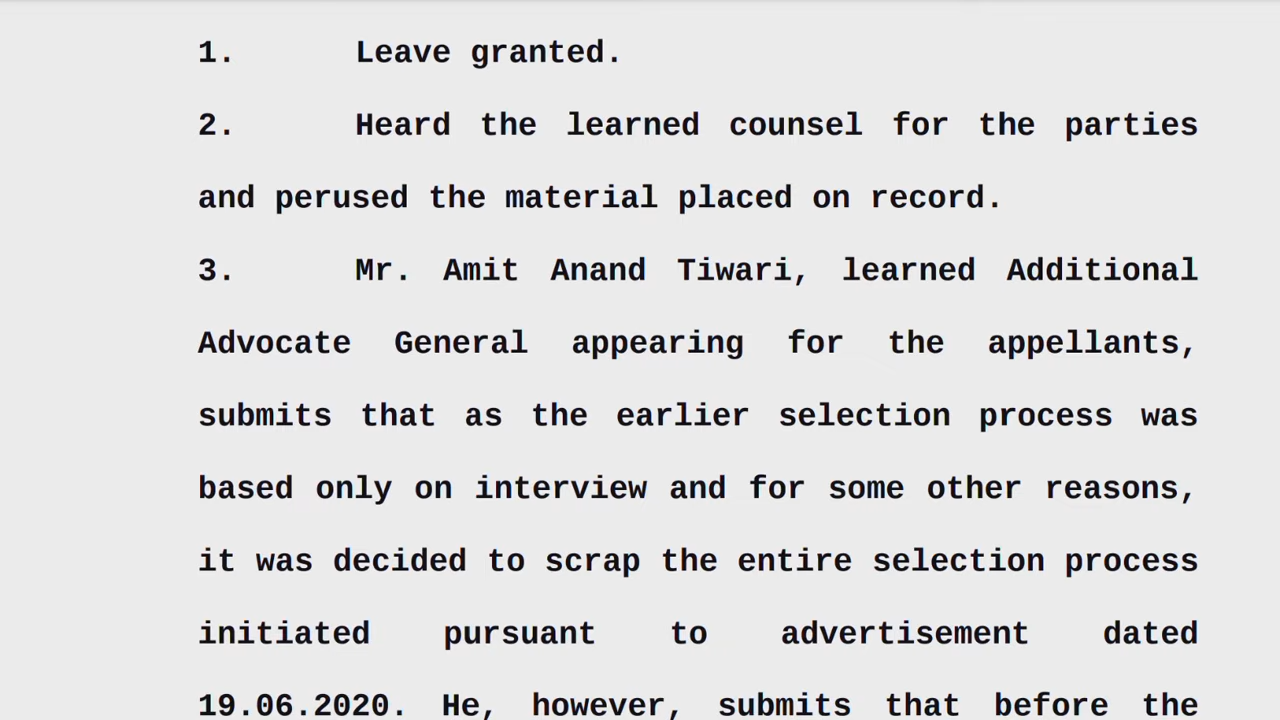 1. Leave granted.
2. Heard the learned counsel for the parties
and perused the material placed on record.
3. Mr. Amit Anand Tiwari, learned Additional
Advocate General appearing for the appellants,
submits that as the earlier selection process was
based only on interview and for some other reasons,
it was decided to scrap the entire selection process
initiated pursuant to advertisement dated
19.06.2020. He, however, submits that before the